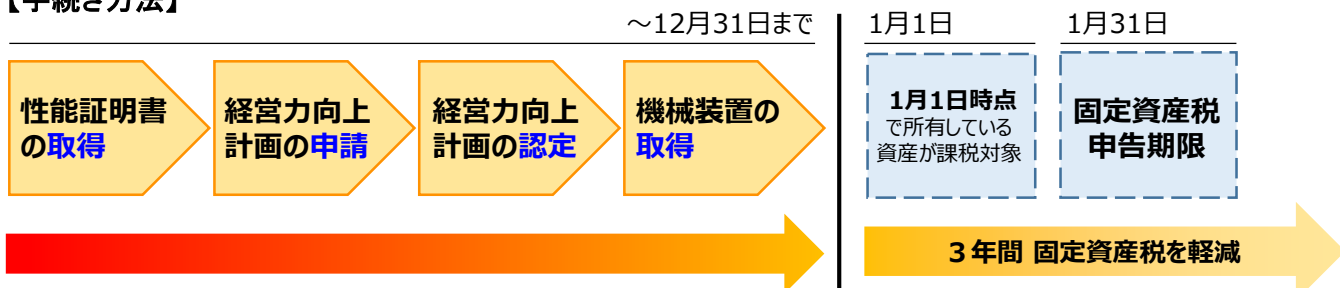 【手続き方法】
～12月31日まで
1月1日
1月31日
性能証明書
の取得
経営力向上
計画の申請
経営力向上
計画の認定
機械装置の
取得
1月1日時点
で所有している
資産が課税対象
固定資産税
申告期限
３年間 固定資産税を軽減